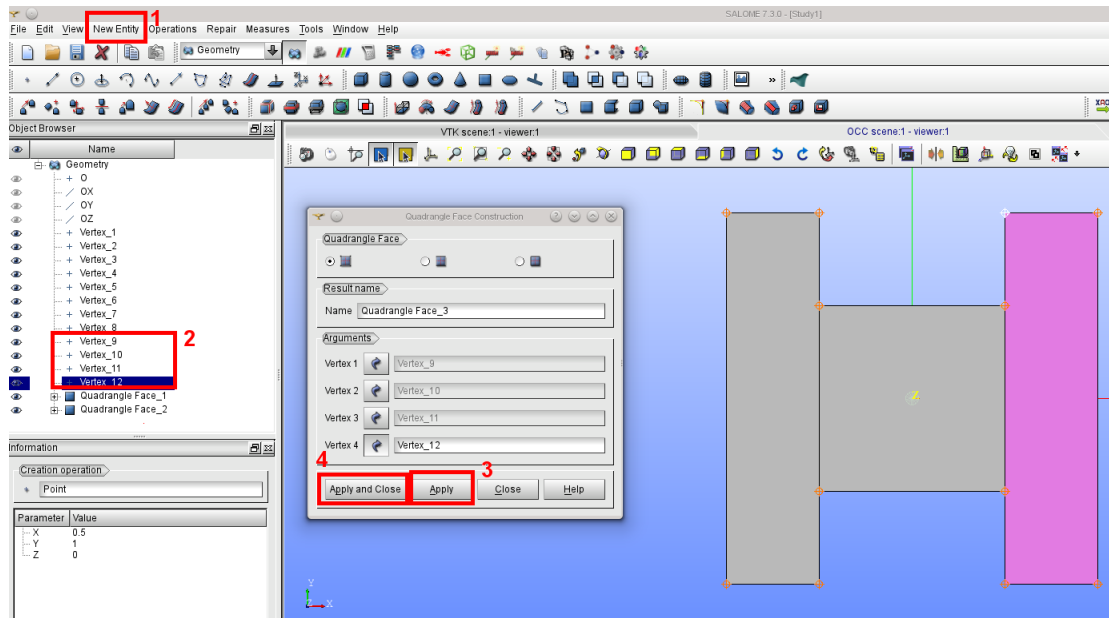 SALOME 7.3.0 - [Study1]
1
File Edit View New Entity Operations Repair Measures Tools Window Help
Geometry
»
Object Browser
VTK scene:1 - viewer:1
OCC scene:1 - viewer:1
Name
Geometry
O
OX
OY
OZ
Vertex_1
Vertex_2
Vertex_3
Vertex_4
Vertex_5
Vertex_6
Vertex_7
Vertex_8
Vertex_9
2
Vertex_10
Vertex_11
Vertex_12
Quadrangle Face_1
Quadrangle Face_2
Information
Creation operation
Point
Parameter Value
X 0.5
Y 1
Z 0
Quadrangle Face Construction
Quadrangle Face
Result name
Name Quadrangle Face_3
Arguments
Vertex 1 Vertex_9
Vertex 2 Vertex_10
Vertex 3 Vertex_11
Vertex 4 Vertex_12
4
3
Apply and Close Apply Close Help
Z
Y
Z X